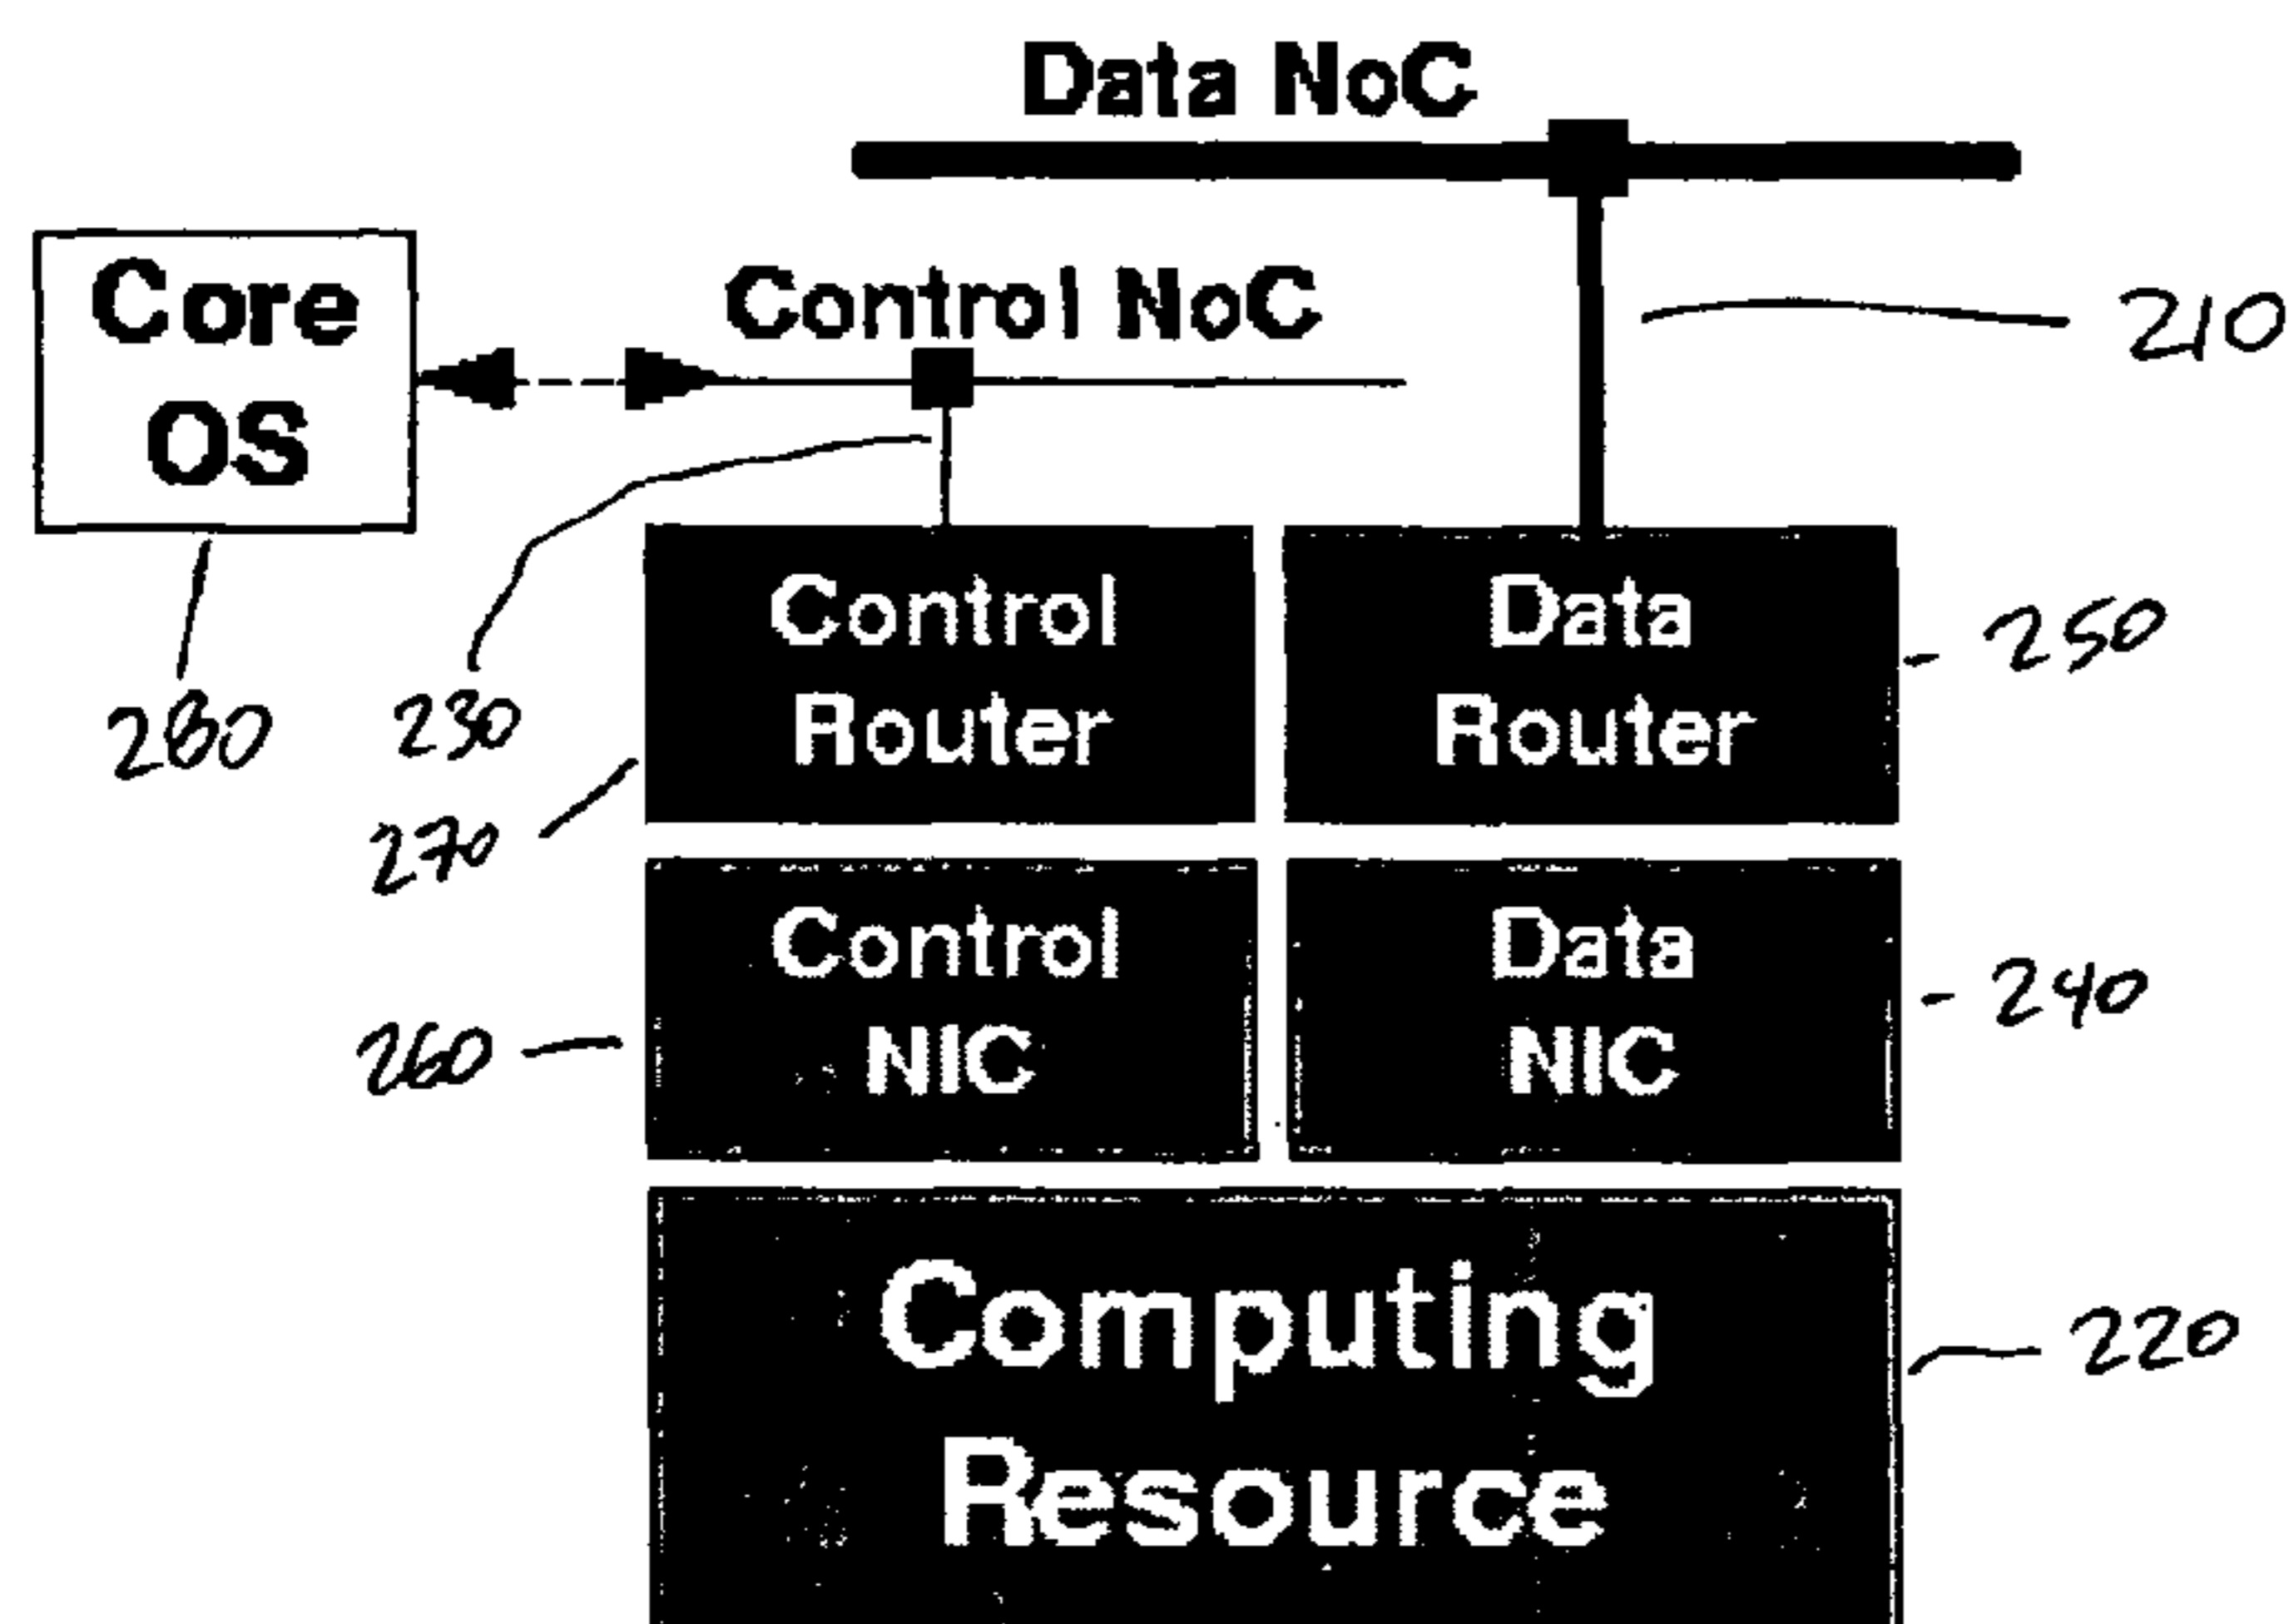 Data NoC
Core
OS
Control NoC
210
Control
Router
Data
Router
250
280
230
270
Control
NIC
Data
NIC
260
240
Computing
Resource
220